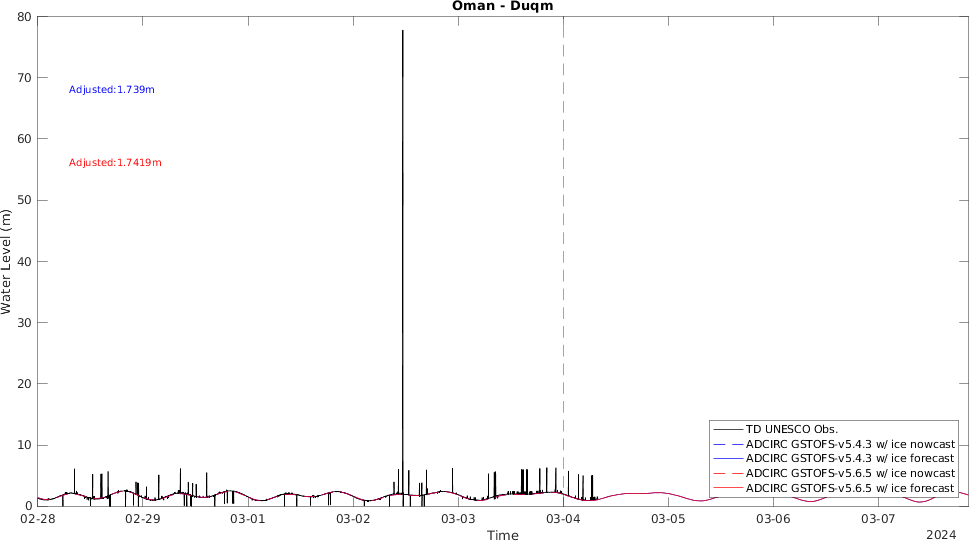 Oman - Duqm
80
70
60
50
40
30
20
10
0
Water Level (m)
Adjusted:1.739m
Adjusted:1.7419m
TD UNESCO Obs.
ADCIRC GSTOFS-v5.4.3 w/ ice nowcast
ADCIRC GSTOFS-v5.4.3 w/ ice forecast
ADCIRC GSTOFS-v5.6.5 w/ ice nowcast
ADCIRC GSTOFS-v5.6.5 w/ ice forecast
02-28 02-29 03-01 03-02 03-03 03-04 03-05 03-06 03-07
Time
2024